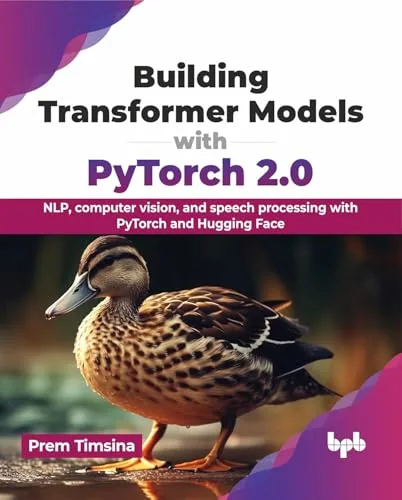 Building
Transformer Models
with
PyTorch 2.0
NLP, computer vision, and speech processing with
PyTorch and Hugging Face
Prem Timsina
bpb